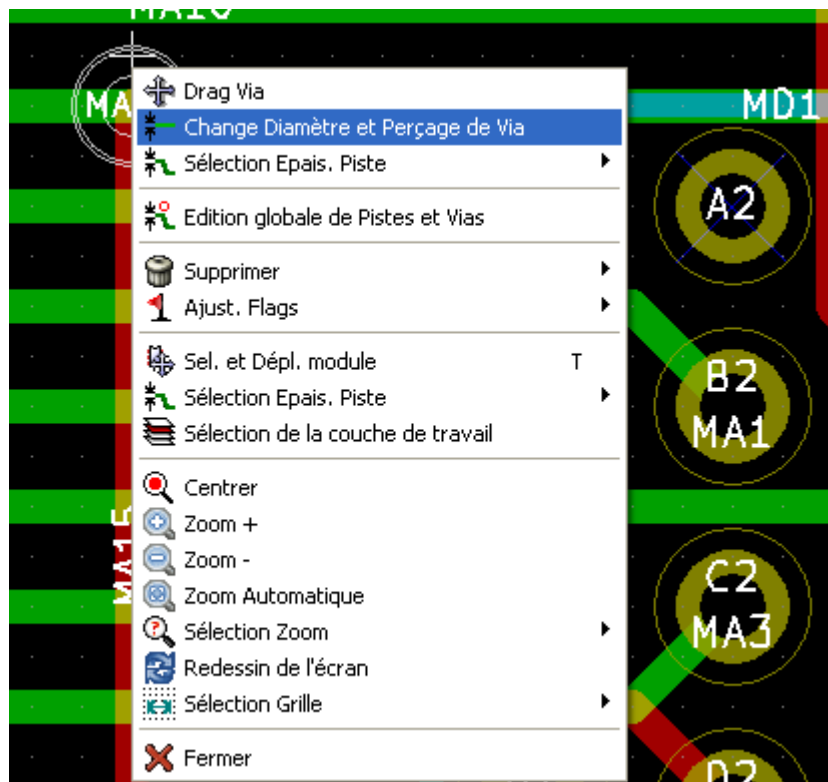 MA10
MA
Drag Via
MD1
Change Diamètre et Perçage de Via
Sélection Epais. Piste
A2
Edition globale de Pistes et Vias
Supprimer
Ajust. Flags
Sel. et Dépl. module T
B2
Sélection Epais. Piste
MA1
Sélection de la couche de travail
Centrer
MA15
Zoom +
Zoom -
C2
Zoom Automatique
Sélection Zoom
MA3
Redessin de l'écran
Sélection Grille
Fermer
D2